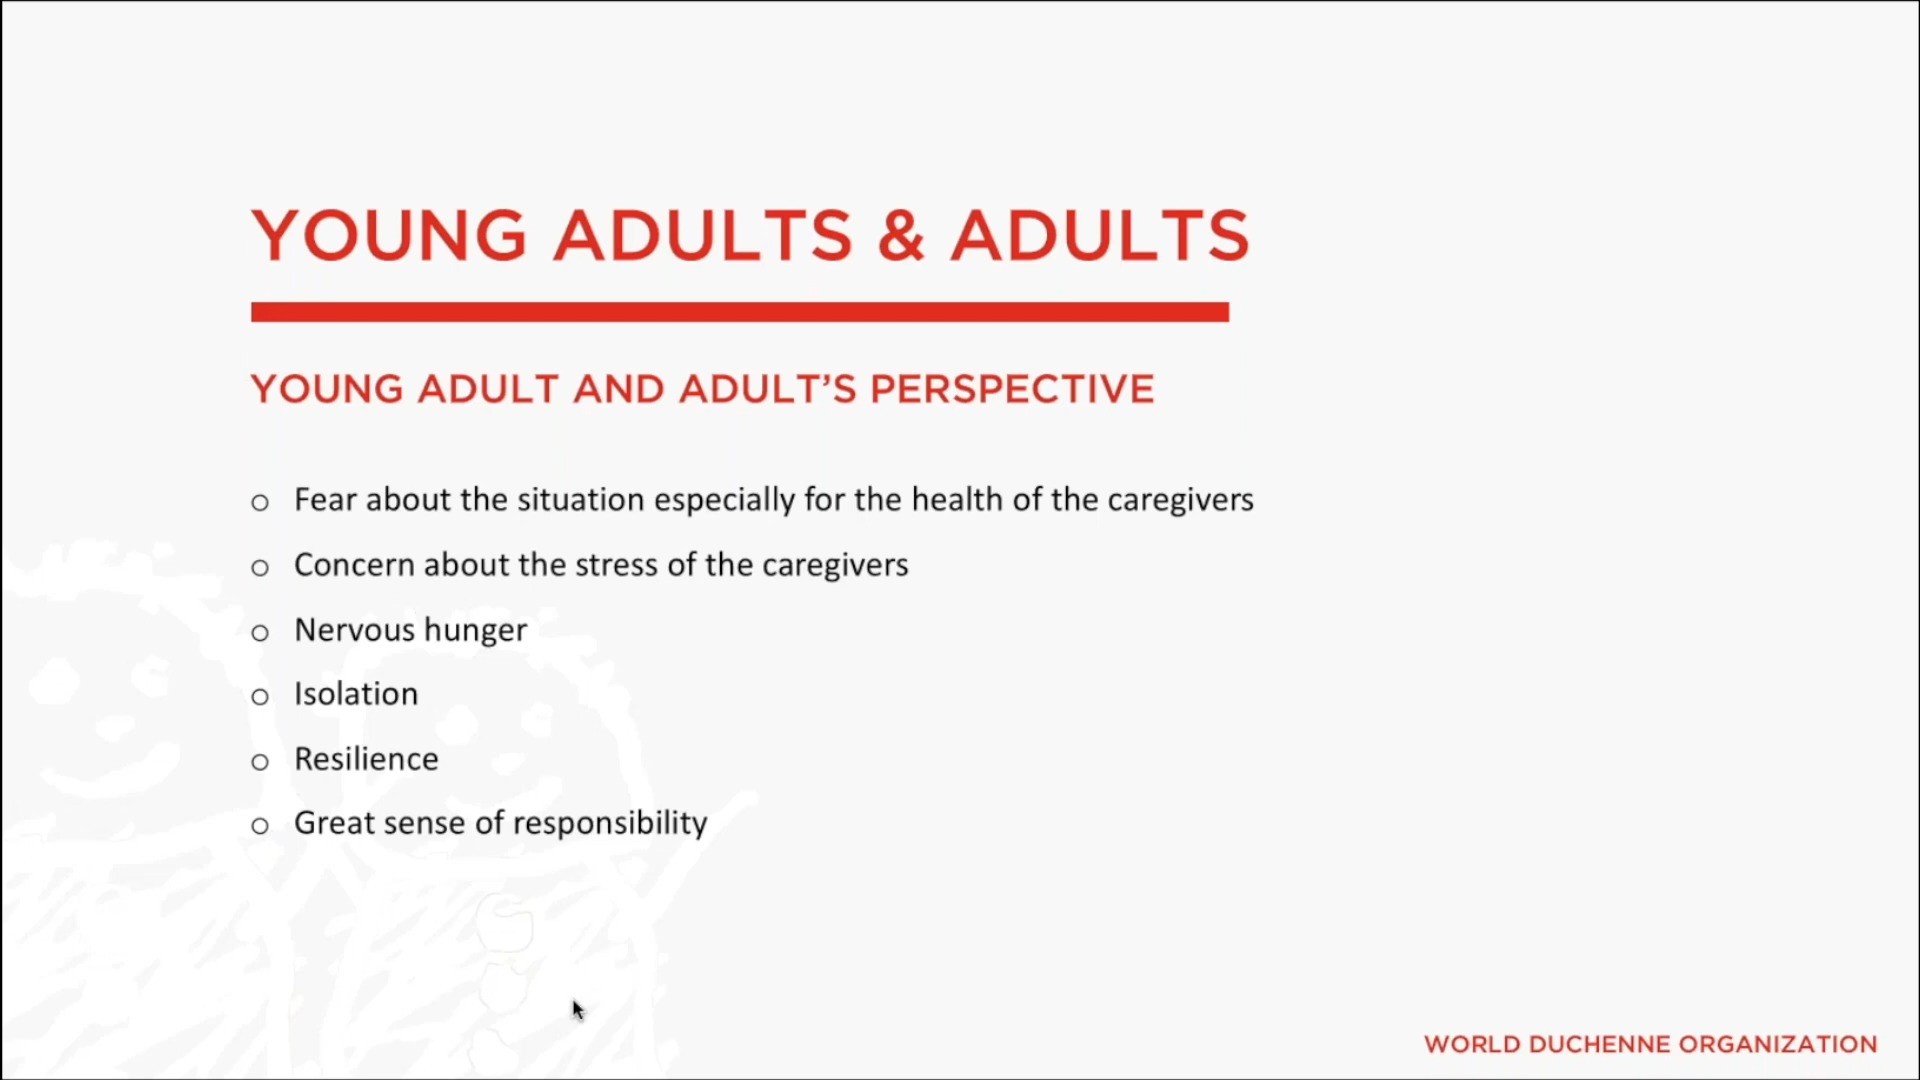 YOUNG ADULTS & ADULTS
YOUNG ADULT AND ADULT’S PERSPECTIVE
o Fear about the situation especially for the health of the caregivers
o Concern about the stress of the caregivers
o Nervous hunger
o Isolation
o Resilience
o Great sense of responsibility
WORLD DUCHENNE ORGANIZATION